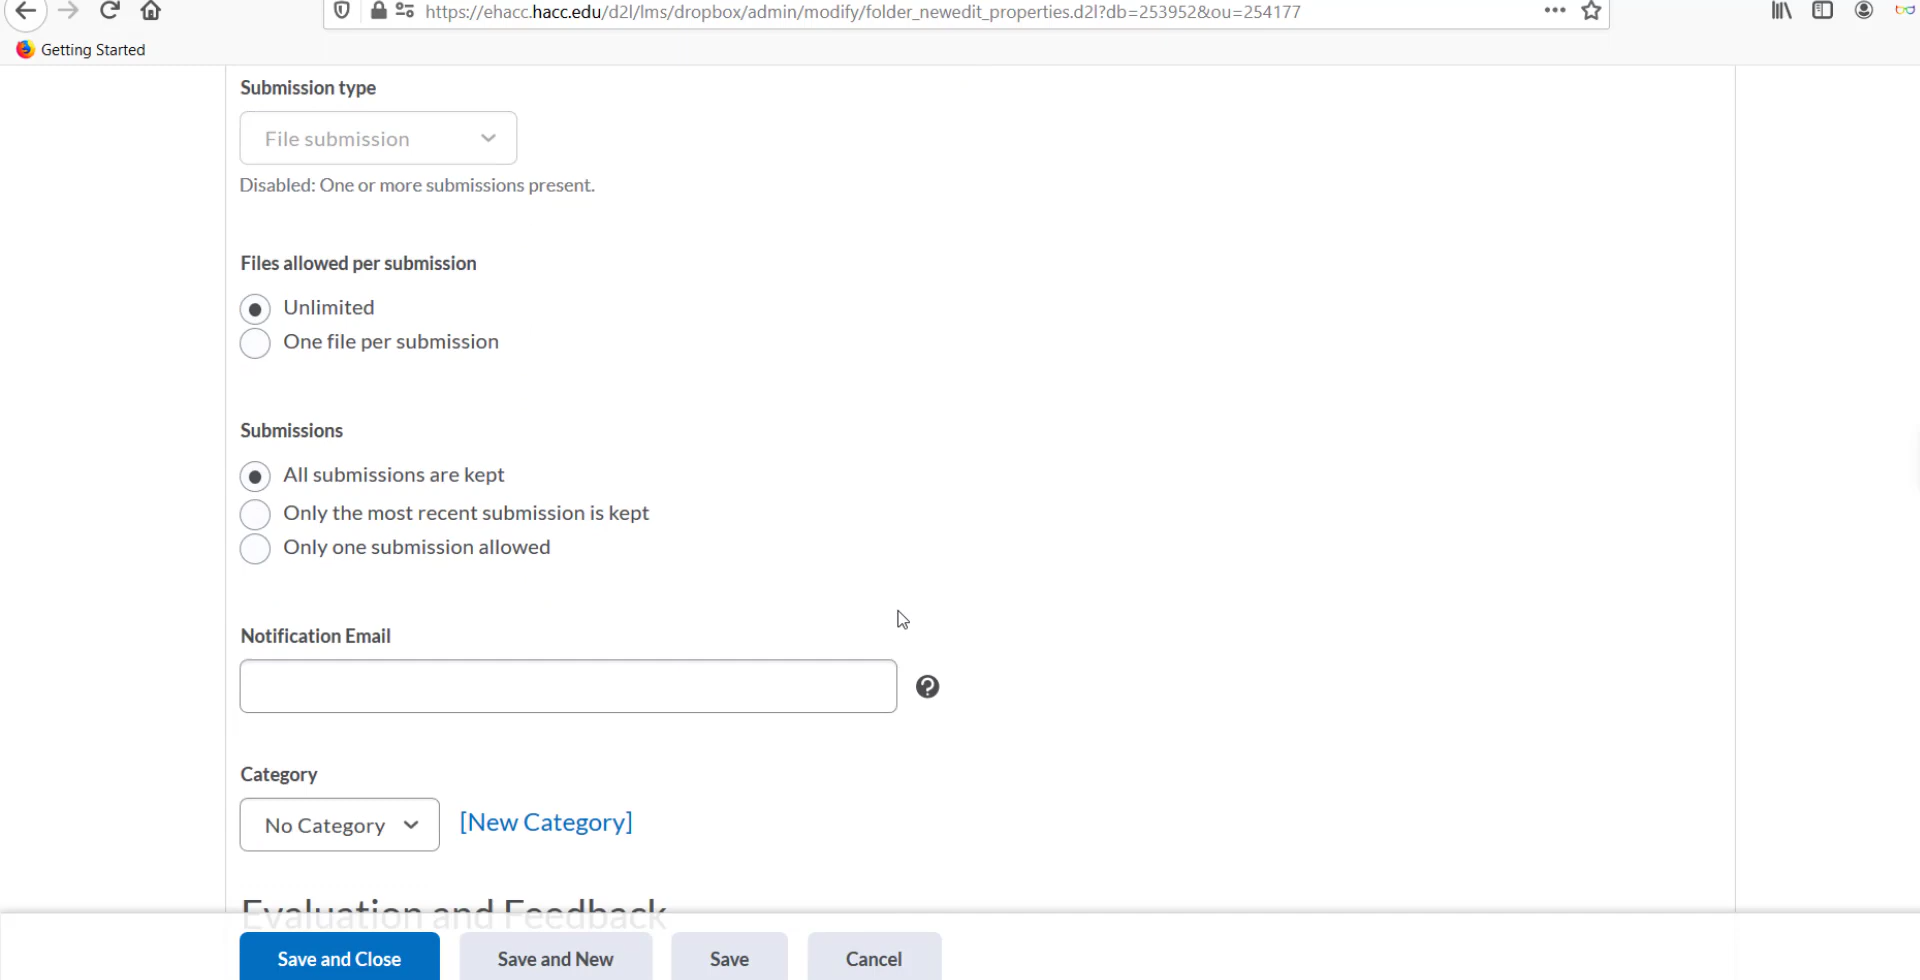 https://ehacc.hacc.edu/d2l/lms/dropbox/admin/modify/folder_newedit_properties.d2l?db=253952&ou=254177
Getting Started
Submission type
File submission
Disabled: One or more submissions present.
Files allowed per submission
Unlimited
One file per submission
Submissions
All submissions are kept
Only the most recent submission is kept
Only one submission allowed
Notification Email
Category
No Category [New Category]
Evaluation and Feedback
Save and Close Save and New Save Cancel